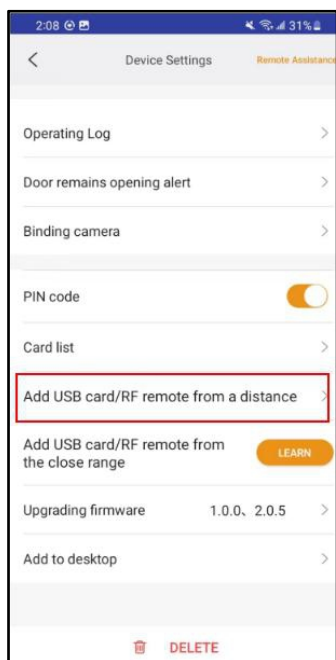 2:08 31%
Device Settings Remote Assistance
Operating Log
Door remains opening alert
Binding camera
PIN code
Card list
Add USB card/RF remote from a distance
Add USB card/RF remote from
the close range
LEARN
Upgrading firmware 1.0.0、2.0.5
Add to desktop
DELETE